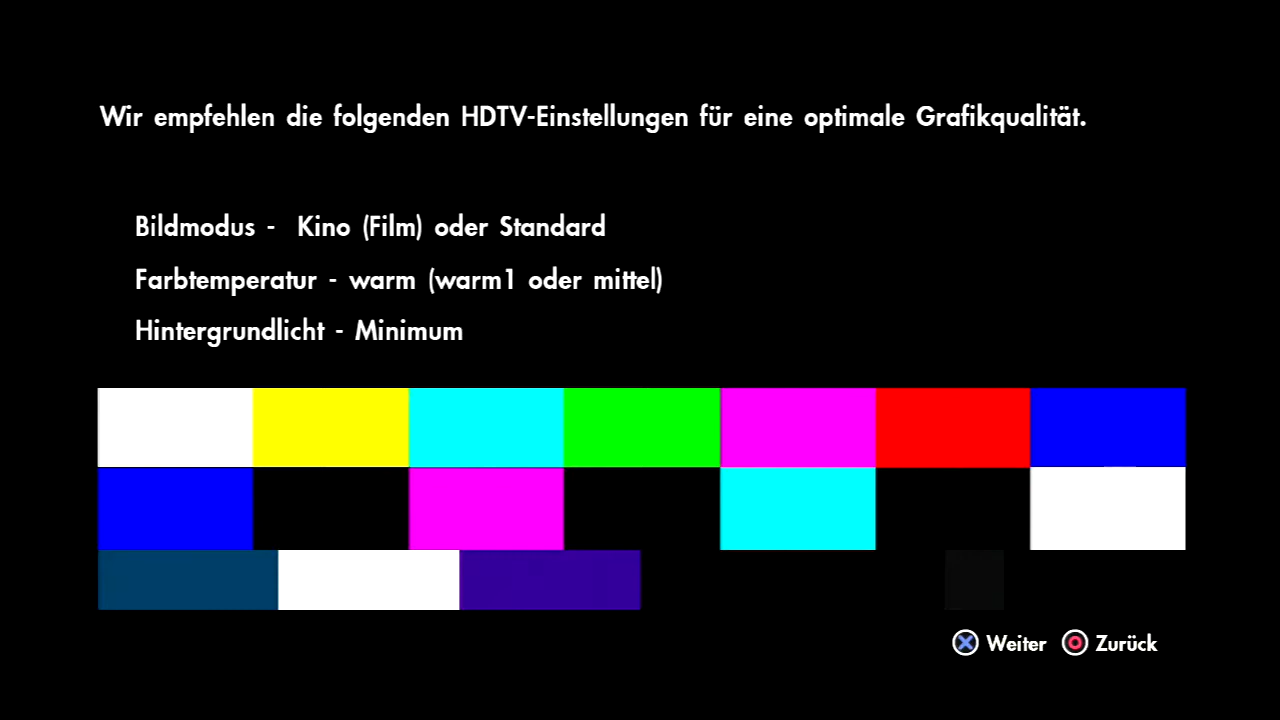 Wir empfehlen die folgenden HDTV-Einstellungen für eine optimale Grafikqualität.
Bildmodus - Kino (Film) oder Standard
Farbtemperatur - warm (warm1 oder mittel)
Hintergrundlicht - Minimum
Weiter Zurück